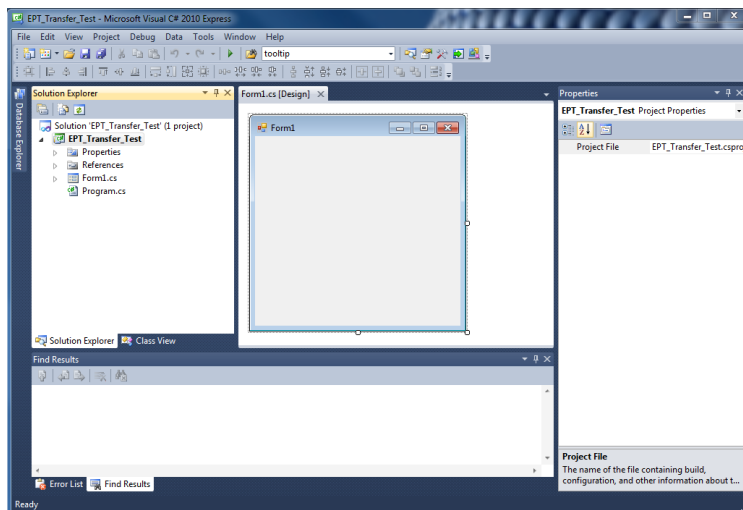 EPT_Transfer_Test - Microsoft Visual C# 2010 Express
File Edit View Project Debug Data Tools Window Help
tooltip
Database Explorer
Solution Explorer
Solution 'EPT_Transfer_Test' (1 project)
EPT_Transfer_Test
Properties
References
Form1.cs
Program.cs
Solution Explorer Class View
Form1.cs [Design]
Form1
Properties
EPT_Transfer_Test Project Properties
Project File EPT_Transfer_Test.cspro
Find Results
Error List Find Results
Project File
The name of the file containing build,
configuration, and other information about t...
Ready